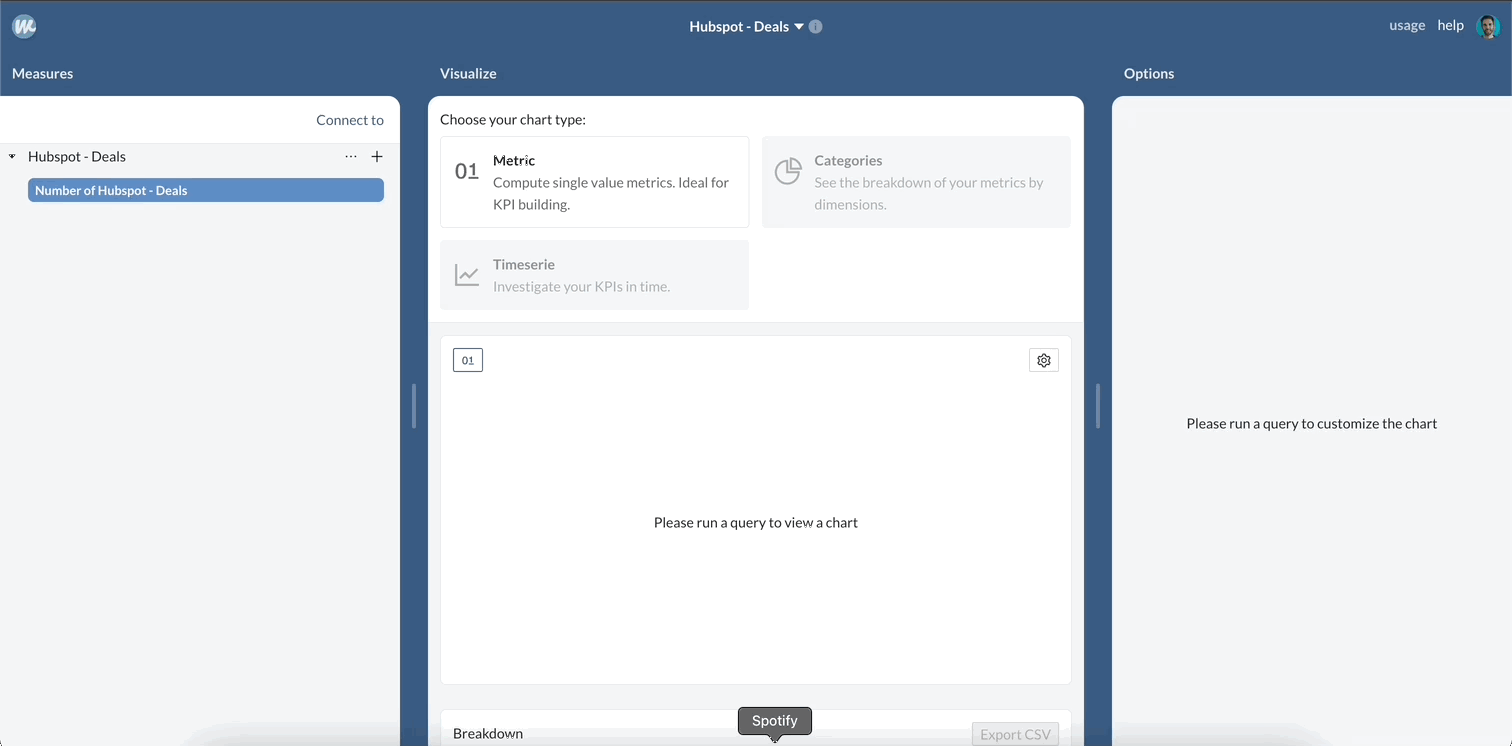 Hubspot - Deals
usage
help
Measures
Visualize
Options
Connect to
Hubspot - Deals
Number of Hubspot - Deals
Choose your chart type:
01
Metric
Compute single value metrics. Ideal for
KPI building.
Categories
See the breakdown of your metrics by
dimensions.
Timeserie
Investigate your KPIs in time.
01
Please run a query to view a chart
Please run a query to customize the chart
Spotify
Breakdown
Export CSV